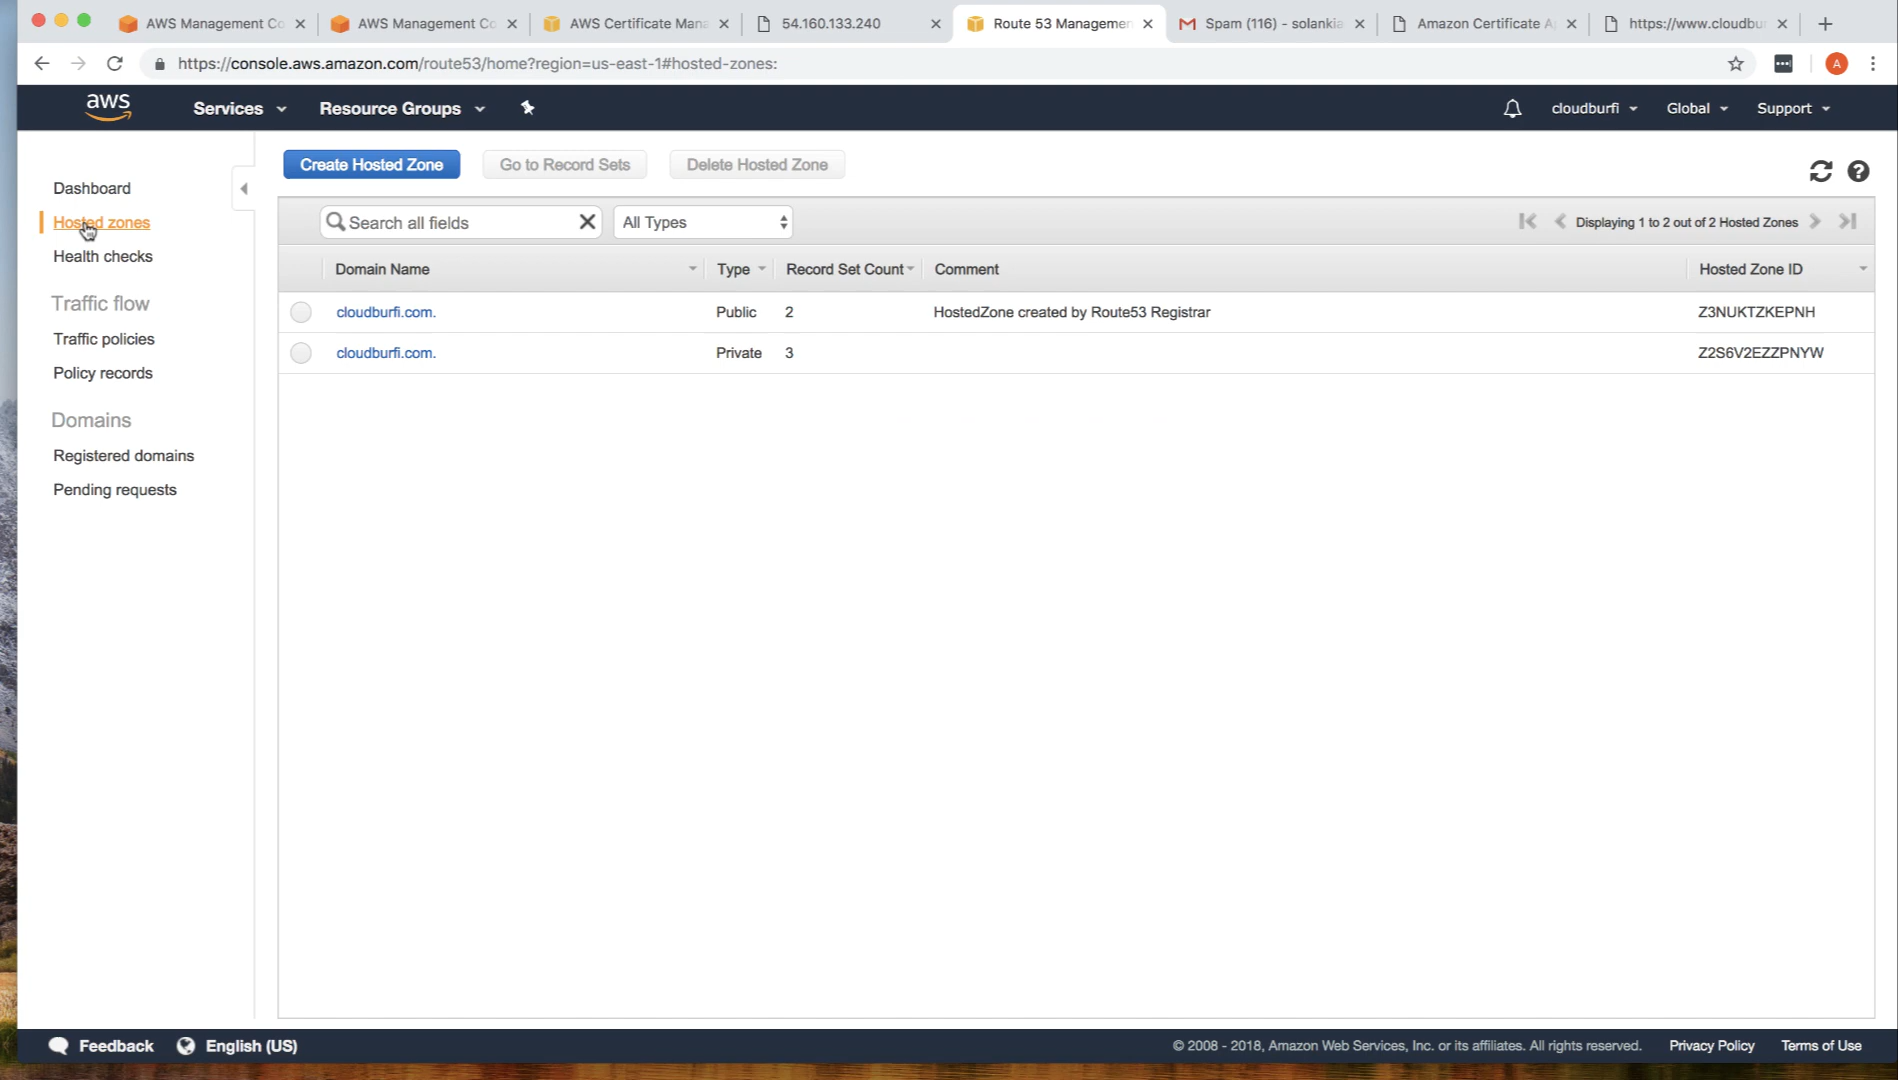 AWS Management Co
AWS Management Co
AWS Certificate Mana
54.160.133.240
Route 53 Managemen
Spam (116) - solankia
Amazon Certificate A
https://www.cloudbur
https://console.aws.amazon.com/route53/home?region=us-east-1#hosted-zones:
A
aws
Services
Resource Groups
cloudburfi
Global
Support
Dashboard
Hosted zones
Health checks
Traffic flow
Traffic policies
Policy records
Domains
Registered domains
Pending requests
Create Hosted Zone
Go to Record Sets
Delete Hosted Zone
Search all fields
All Types
Displaying 1 to 2 out of 2 Hosted Zones
Domain Name Type Record Set Count Comment Hosted Zone ID
cloudburfi.com. Public 2 HostedZone created by Route53 Registrar Z3NUKTZKEPNH
cloudburfi.com. Private 3 Z2S6V2EZZPNYW
Feedback
English (US)
© 2008 - 2018, Amazon Web Services, Inc. or its affiliates. All rights reserved.
Privacy Policy
Terms of Use